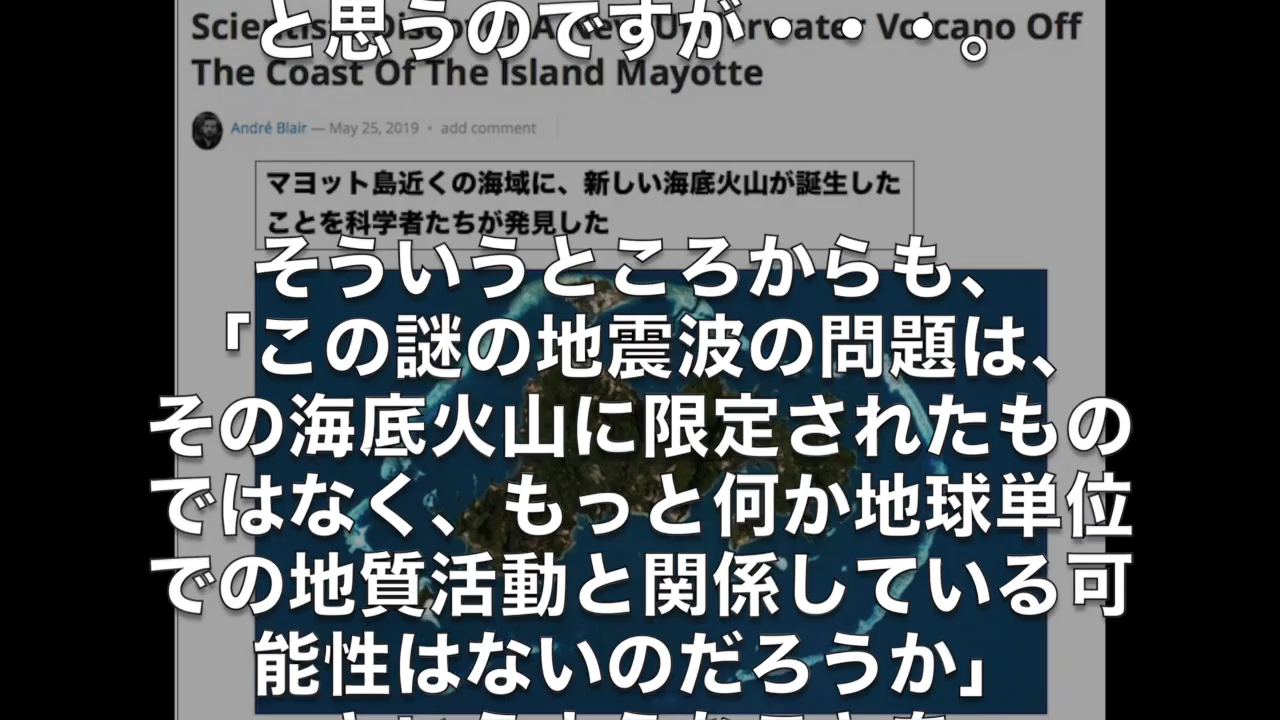 Scientists Discover A New Underwater Volcano Off
と思うのですが・・・。
The Coast Of The Island Mayotte
André Blair — May 25, 2019 • add comment
マヨット島近くの海域に、新しい海底火山が誕生した
ことを科学者たちが発見した
そういうところからも、
「この謎の地震波の問題は、
その海底火山に限定されたもの
ではなく、もっと何か地球単位
での地質活動と関係している可
能性はないのだろうか」